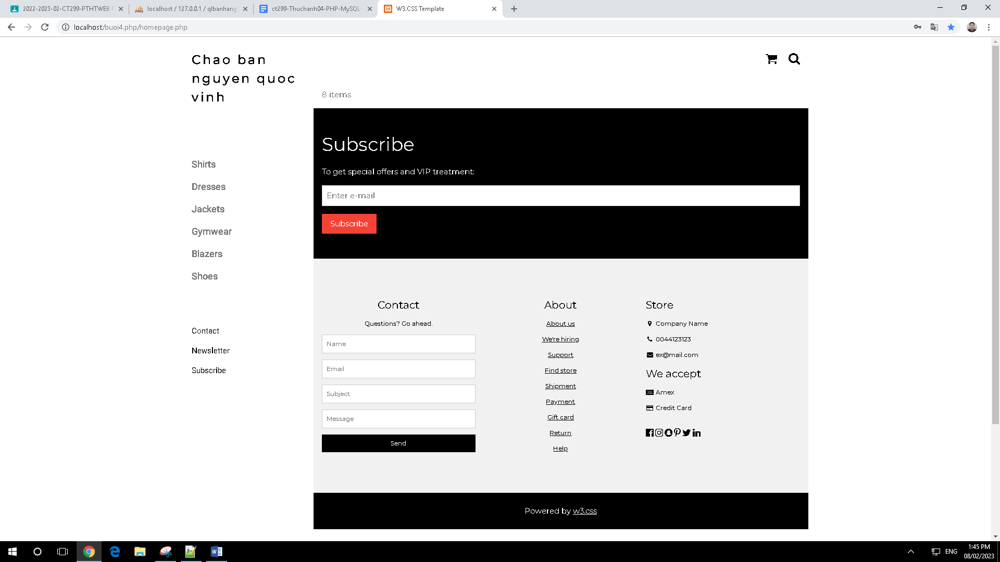 2022-2023-02-CT299-PTHTWEB
localhost / 127.0.0.1 / qlbanhang
ct299-Thuchanh04-PHP-MySQL-
W3.CSS Template
localhost/buoi4.php/homepage.php
Chao ban
nguyen quoc
vinh
8 items
Shirts
Dresses
Jackets
Gymwear
Blazers
Shoes
Contact
Newsletter
Subscribe
Subscribe
To get special offers and VIP treatment:
Enter e-mail
Subscribe
Contact
Questions? Go ahead.
Name
Email
Subject
Message
Send
About
About us
We're hiring
Support
Find store
Shipment
Payment
Gift card
Return
Help
Store
Company Name
0044123123
ex@mail.com
We accept
Amex
Credit Card
Powered by w3.css
ENG
1:45 PM
08/02/2023